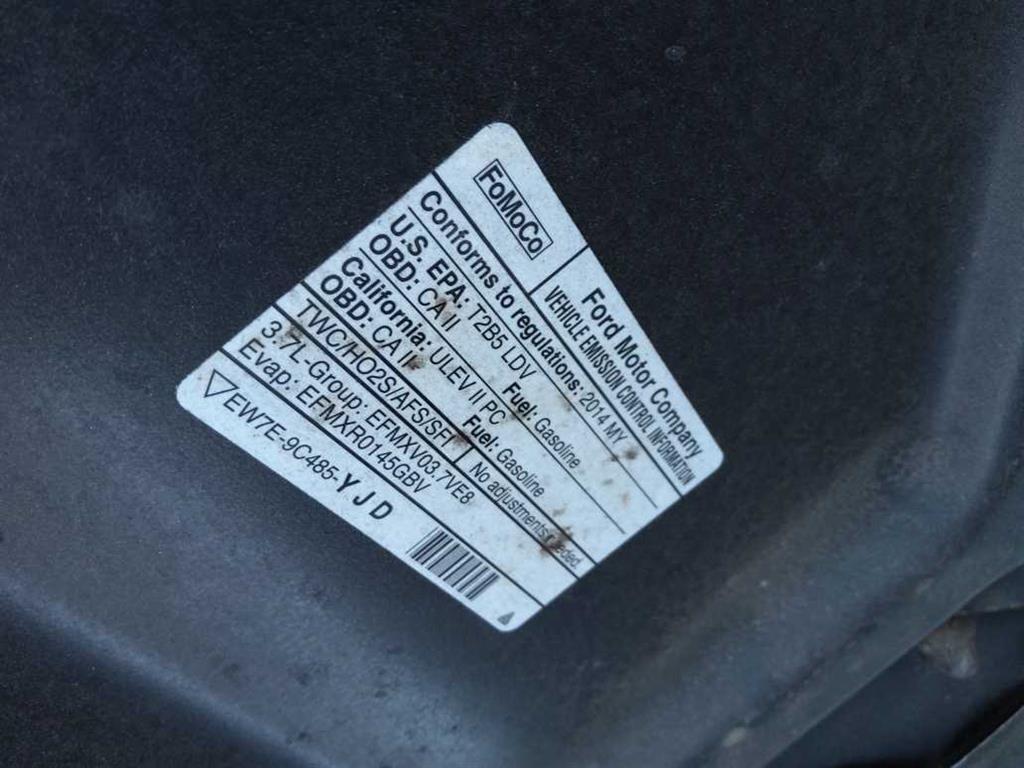 FoMoCo
Ford Motor Company
VEHICLE EMISSION CONTROL INFORMATION
Conforms to regulations: 2014 MY
U.S. EPA: T2B5 LDV Fuel: Gasoline
OBD: CA II
California: ULEV II PC Fuel: Gasoline
OBD: CA II
TWC/HO2S/AFS/SFI No adjustments needed.
3.7L-Group: EFMXV03.7VE8
Evap: EFMXR0145GBV
EW7E-9C485-YJD